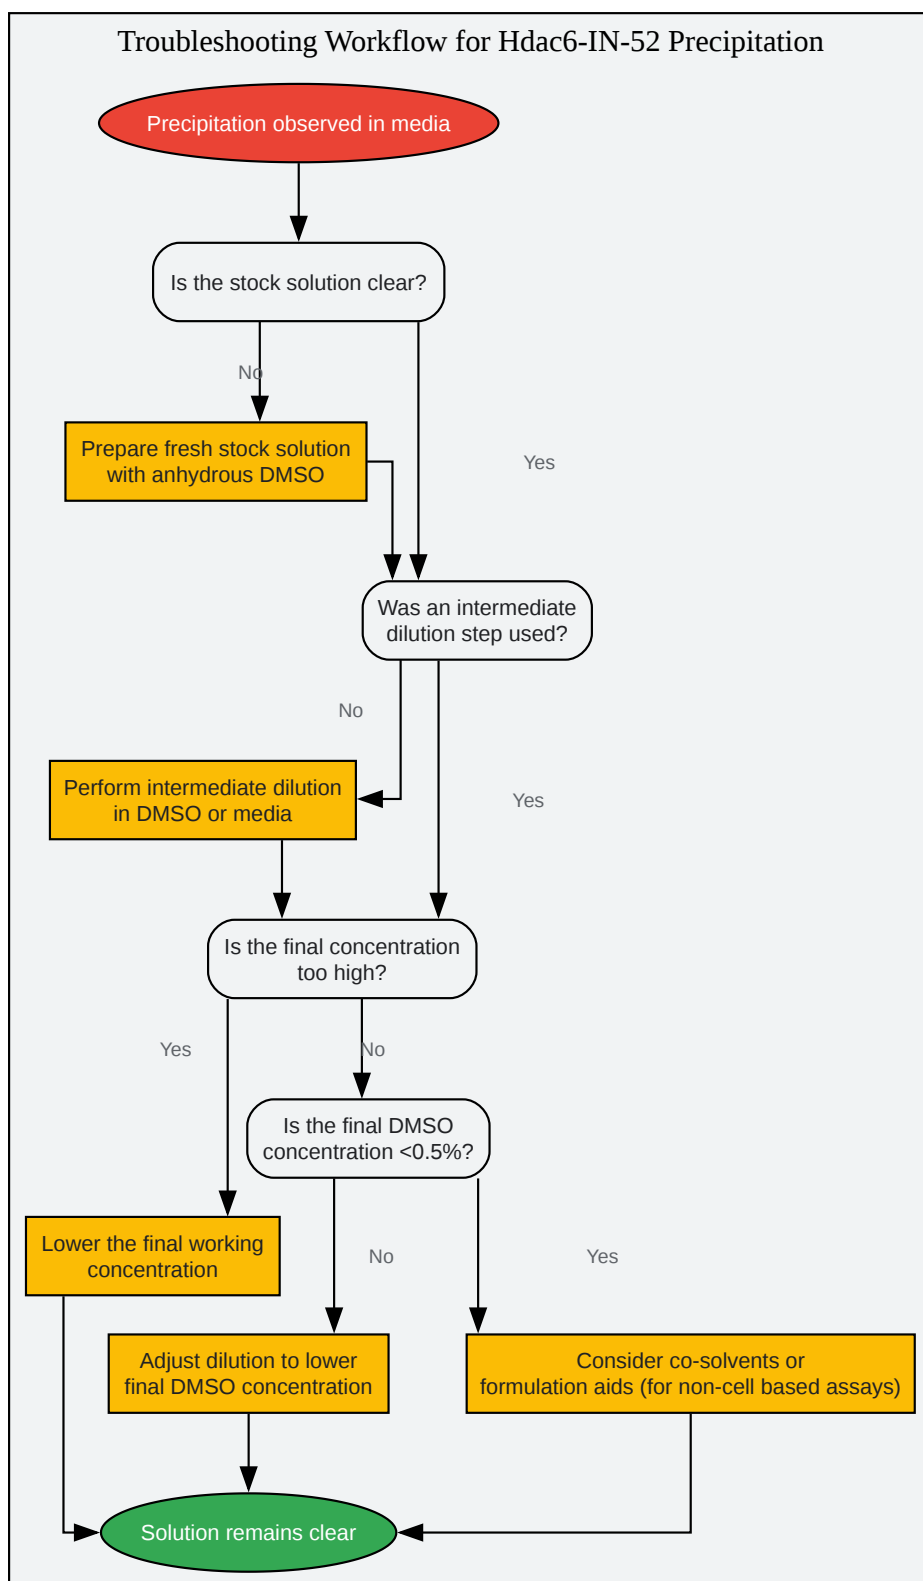 Troubleshooting Workflow for Hdac6-IN-52 Precipitation
Precipitation observed in media
Is the stock solution clear?
No
Prepare fresh stock solution
with anhydrous DMSO
Yes
Was an intermediate
dilution step used?
No
Perform intermediate dilution
in DMSO or media
Yes
Is the final concentration
too high?
Yes
No
Is the final DMSO
concentration <0.5%?
Lower the final working
concentration
No
Yes
Adjust dilution to lower
final DMSO concentration
Consider co-solvents or
formulation aids (for non-cell based assays)
Solution remains clear